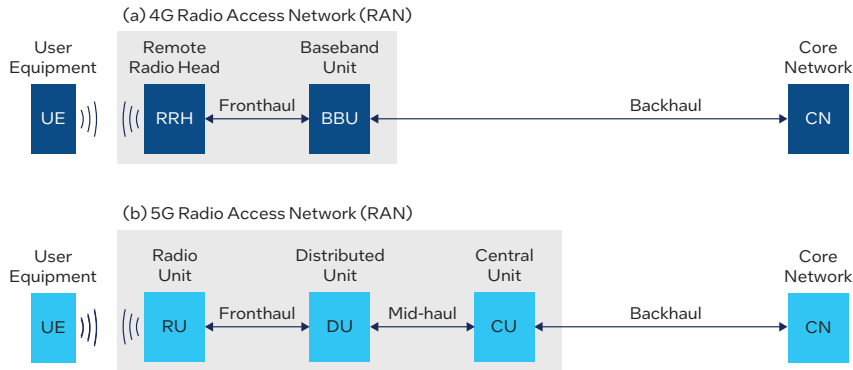 (a) 4G Radio Access Network (RAN)
User
Equipment
Remote
Radio Head
Baseband
Unit
Core
Network
UE
RRH
Fronthaul
BBU
Backhaul
CN
(b) 5G Radio Access Network (RAN)
User
Equipment
Radio
Unit
Distributed
Unit
Central
Unit
Core
Network
UE
RU
Fronthaul
DU
Mid-haul
CU
Backhaul
CN